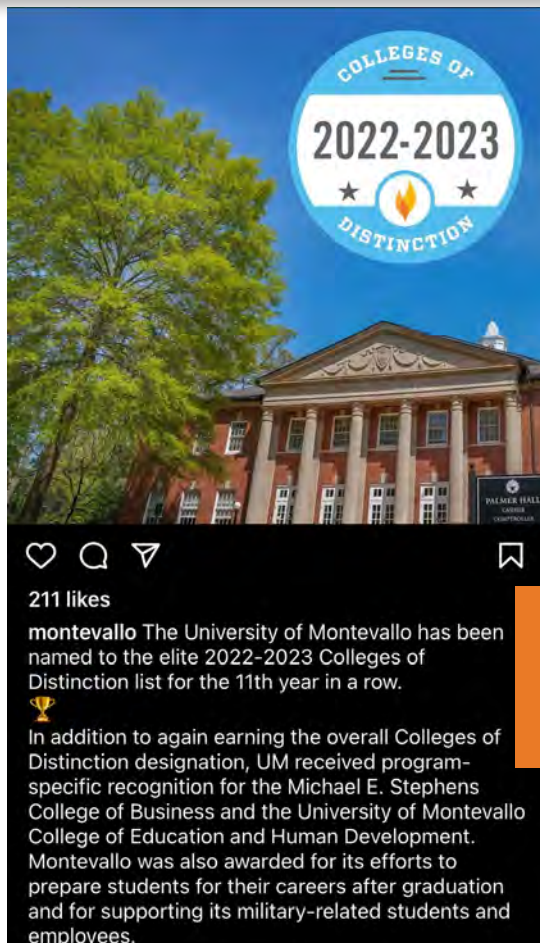 COLLEGES OF
2022-2023
DISTINCTION
PALMER HALL
CASHIER
COMPTROLLER
211 likes
montevallo The University of Montevallo has been
named to the elite 2022-2023 Colleges of
Distinction list for the 11th year in a row.
In addition to again earning the overall Colleges of
Distinction designation, UM received program-
specific recognition for the Michael E. Stephens
College of Business and the University of Montevallo
College of Education and Human Development.
Montevallo was also awarded for its efforts to
prepare students for their careers after graduation
and for supporting its military-related students and
employees.